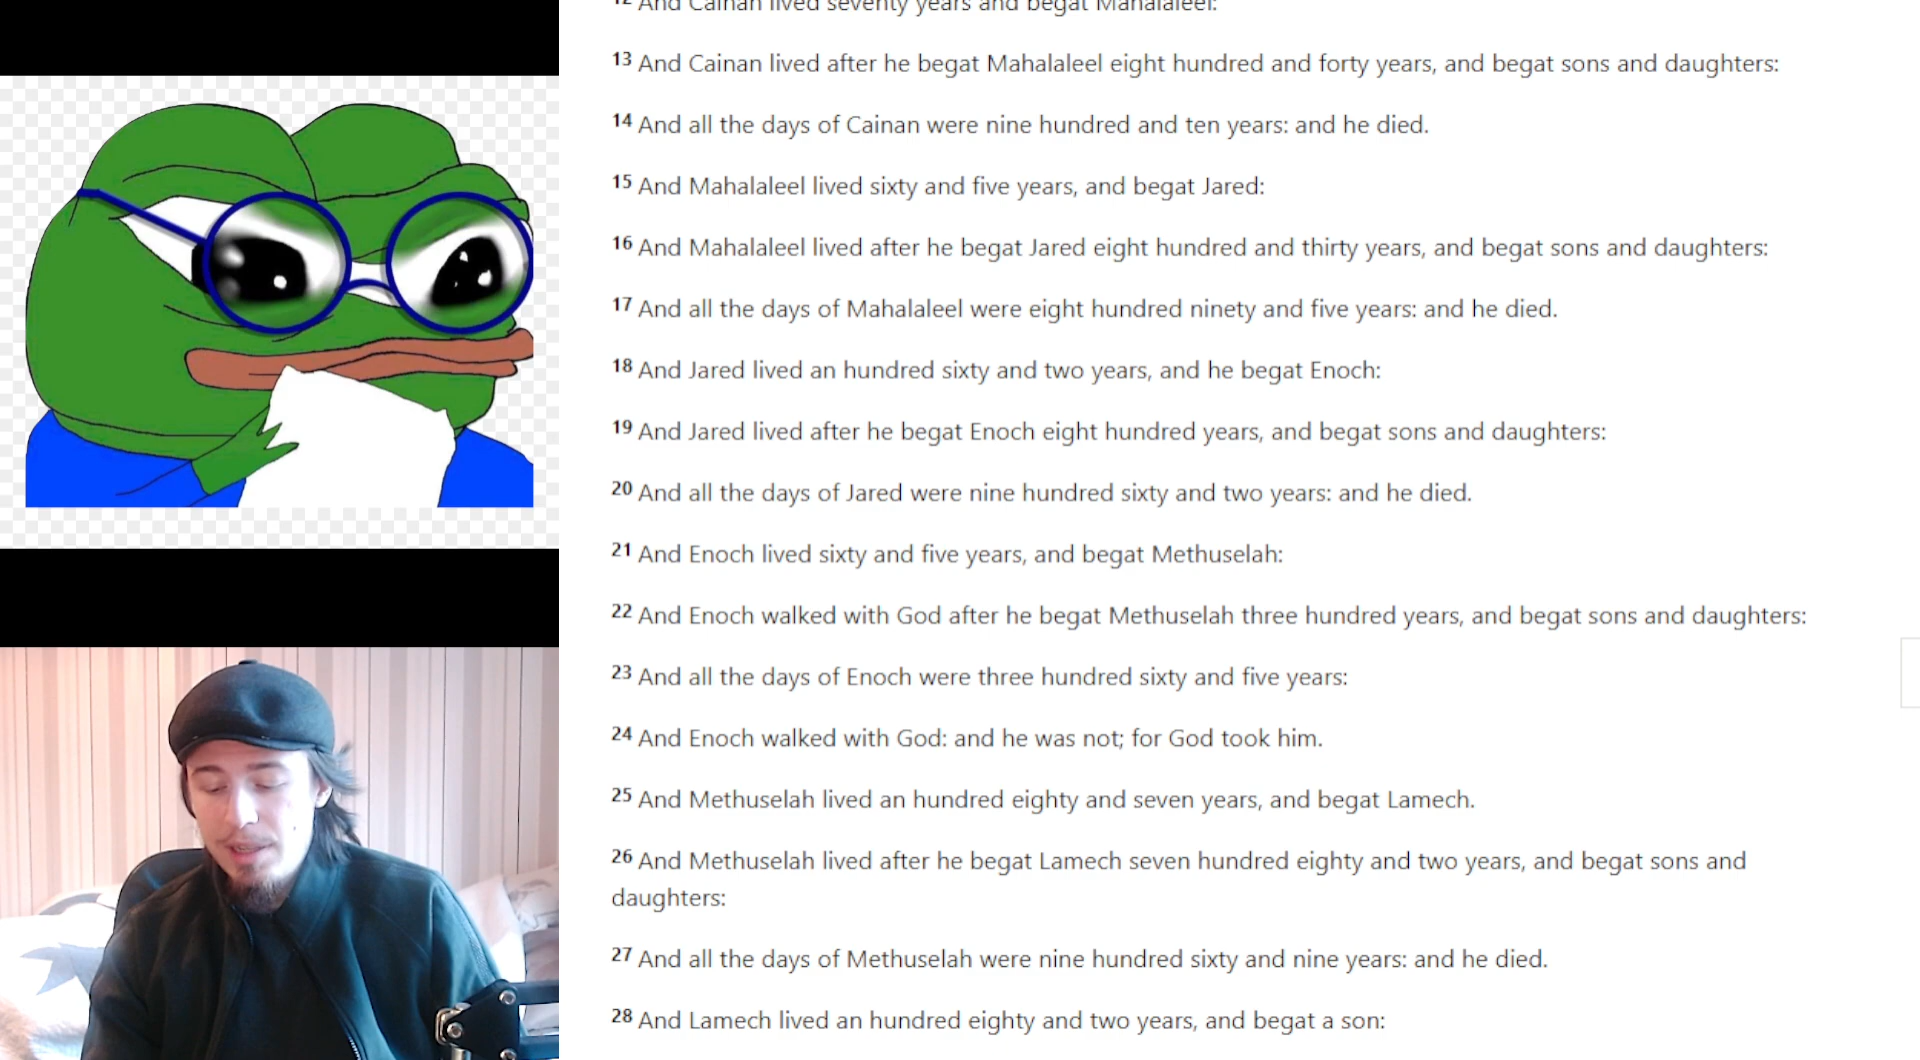 12 And Cainan lived seventy years and begat Mahalaleel:
13 And Cainan lived after he begat Mahalaleel eight hundred and forty years, and begat sons and daughters:
14 And all the days of Cainan were nine hundred and ten years: and he died.
15 And Mahalaleel lived sixty and five years, and begat Jared:
16 And Mahalaleel lived after he begat Jared eight hundred and thirty years, and begat sons and daughters:
17 And all the days of Mahalaleel were eight hundred ninety and five years: and he died.
18 And Jared lived an hundred sixty and two years, and he begat Enoch:
19 And Jared lived after he begat Enoch eight hundred years, and begat sons and daughters:
20 And all the days of Jared were nine hundred sixty and two years: and he died.
21 And Enoch lived sixty and five years, and begat Methuselah:
22 And Enoch walked with God after he begat Methuselah three hundred years, and begat sons and daughters:
23 And all the days of Enoch were three hundred sixty and five years:
24 And Enoch walked with God: and he was not; for God took him.
25 And Methuselah lived an hundred eighty and seven years, and begat Lamech.
26 And Methuselah lived after he begat Lamech seven hundred eighty and two years, and begat sons and
daughters:
27 And all the days of Methuselah were nine hundred sixty and nine years: and he died.
28 And Lamech lived an hundred eighty and two years, and begat a son: